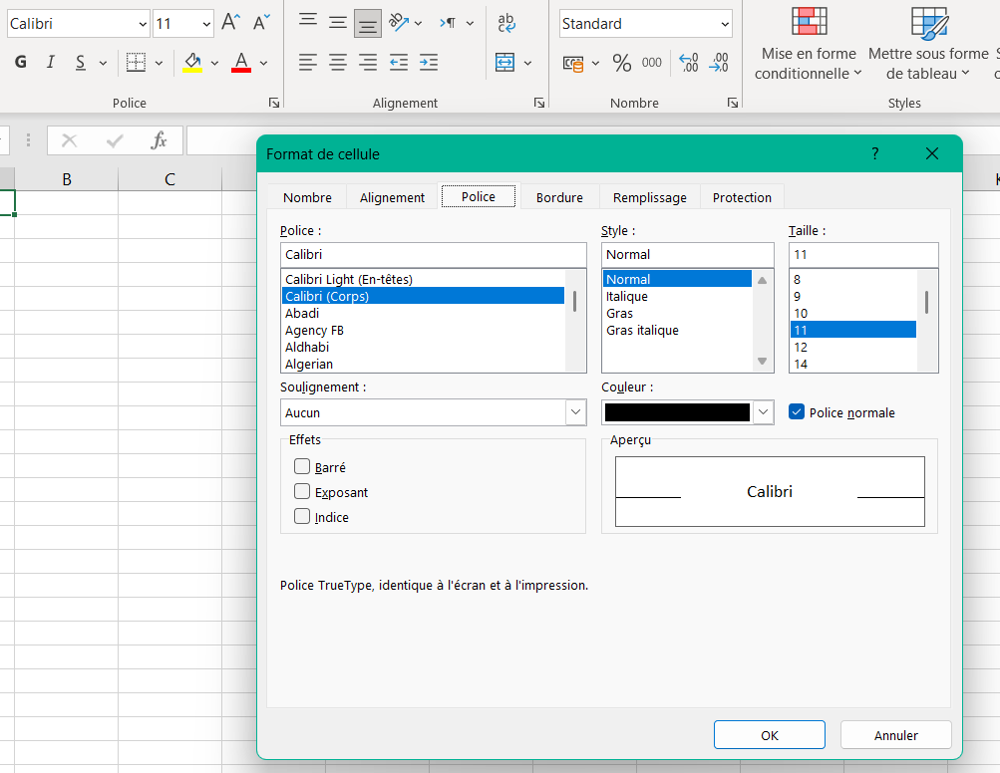 Calibri 11 A A ab Standard
G I S A % 000 ,00 ,00
Mise en forme conditionnelle
Mettre sous forme de tableau
Police Alignement Nombre Styles
fx
B C
Format de cellule ?
Nombre Alignement Police Bordure Remplissage Protection
Police : Style : Taille :
Calibri Normal 11
Calibri Light (En-têtes) Normal 8
Calibri (Corps) Italique 9
Abadi Gras 10
Agency FB Gras italique 11
Aldhabi 12
Algerian 14
Soulignement : Couleur :
Aucun Police normale
Effets Aperçu
Barré
Exposant Calibri
Indice
Police TrueType, identique à l'écran et à l'impression.
OK Annuler